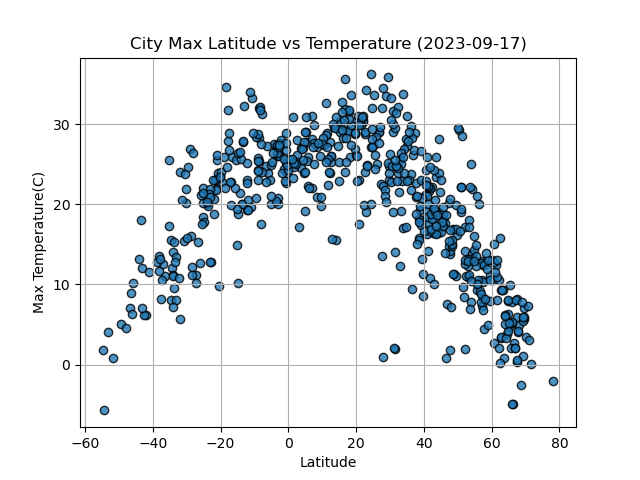 City Max Latitude vs Temperature (2023-09-17)
30
20
10
0
Max Temperature(C)
−60 −40 −20 0 20 40 60 80
Latitude